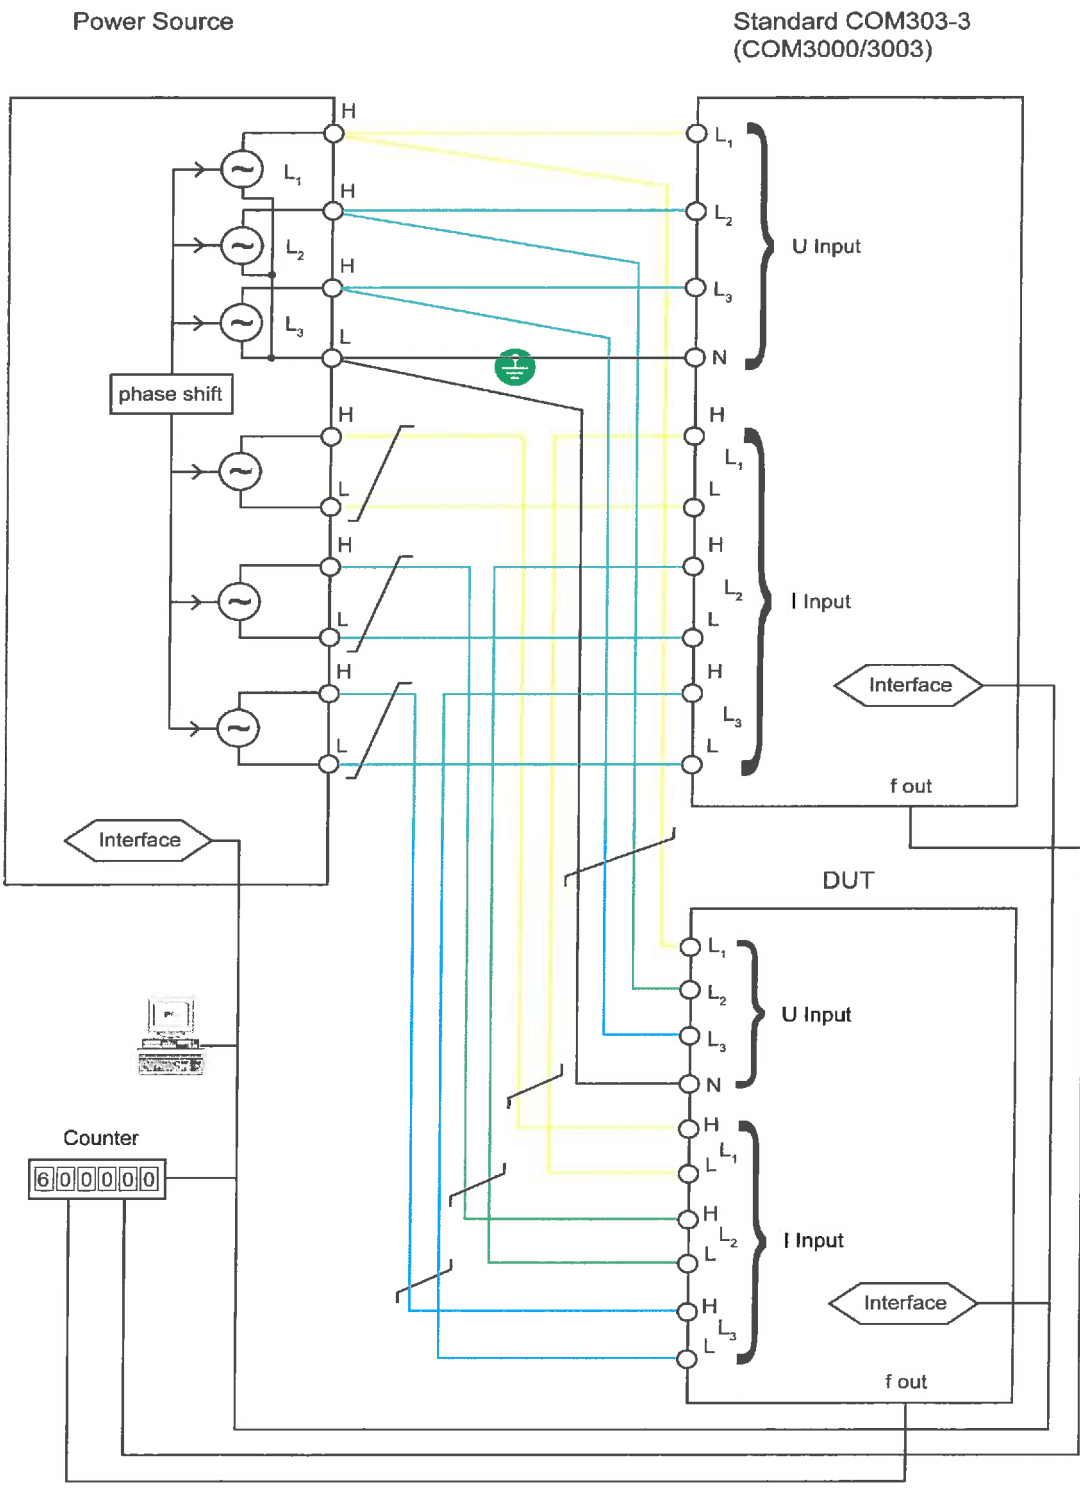 Power Source
Standard COM303-3
(COM3000/3003)
H
L1
H
L2
H
L3
L
phase shift
H
L
H
L
H
L
Interface
L1
L2
L3
N
U Input
H
L1
L
H
L2
L
H
L3
L
I Input
Interface
f out
DUT
L1
L2
L3
N
U Input
H
L1
L
H
L2
L
H
L3
L
I Input
Interface
f out
PC
Counter
600000